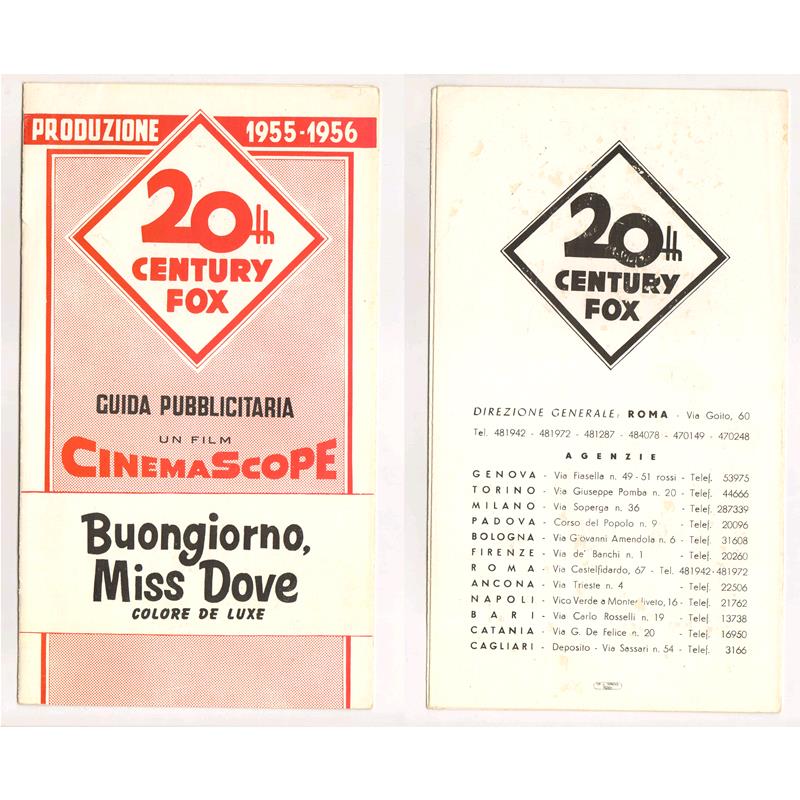 PRODUZIONE 1955-1956
20th
CENTURY
FOX
GUIDA PUBBLICITARIA
UN FILM
CINEMASCOPE
Buongiorno,
Miss Dove
COLORE DE LUXE
20th
CENTURY
FOX
DIREZIONE GENERALE: ROMA - Via Goito, 60
Tel. 481942 - 481972 - 481287 - 484078 - 470149 - 470248
AGENZIE
GENOVA - Via Fiasella n. 49 - 51 rossi - Telef. 53975
TORINO - Via Giuseppe Pomba n. 20 - Telef. 44666
MILANO - Via Soperga n. 36 - Telef. 287339
PADOVA - Corso del Popolo n. 9 - Telef. 20096
BOLOGNA - Via Giovanni Amendola n. 6 - Telef. 31608
FIRENZE - Via de' Banchi n. 1 - Telef. 20260
ROMA - Via Castelfidardo, 67 - Tel. 481942-481972
ANCONA - Via Trieste n. 4 - Telef. 22506
NAPOLI - Vico Verde a Monteoliveto, 16 - Telef. 21762
BARI - Via Carlo Rosselli n. 19 - Telef. 13738
CATANIA - Via G. De Felice n. 20 - Telef. 16950
CAGLIARI - Deposito - Via Sassari n. 54 - Telef. 3166